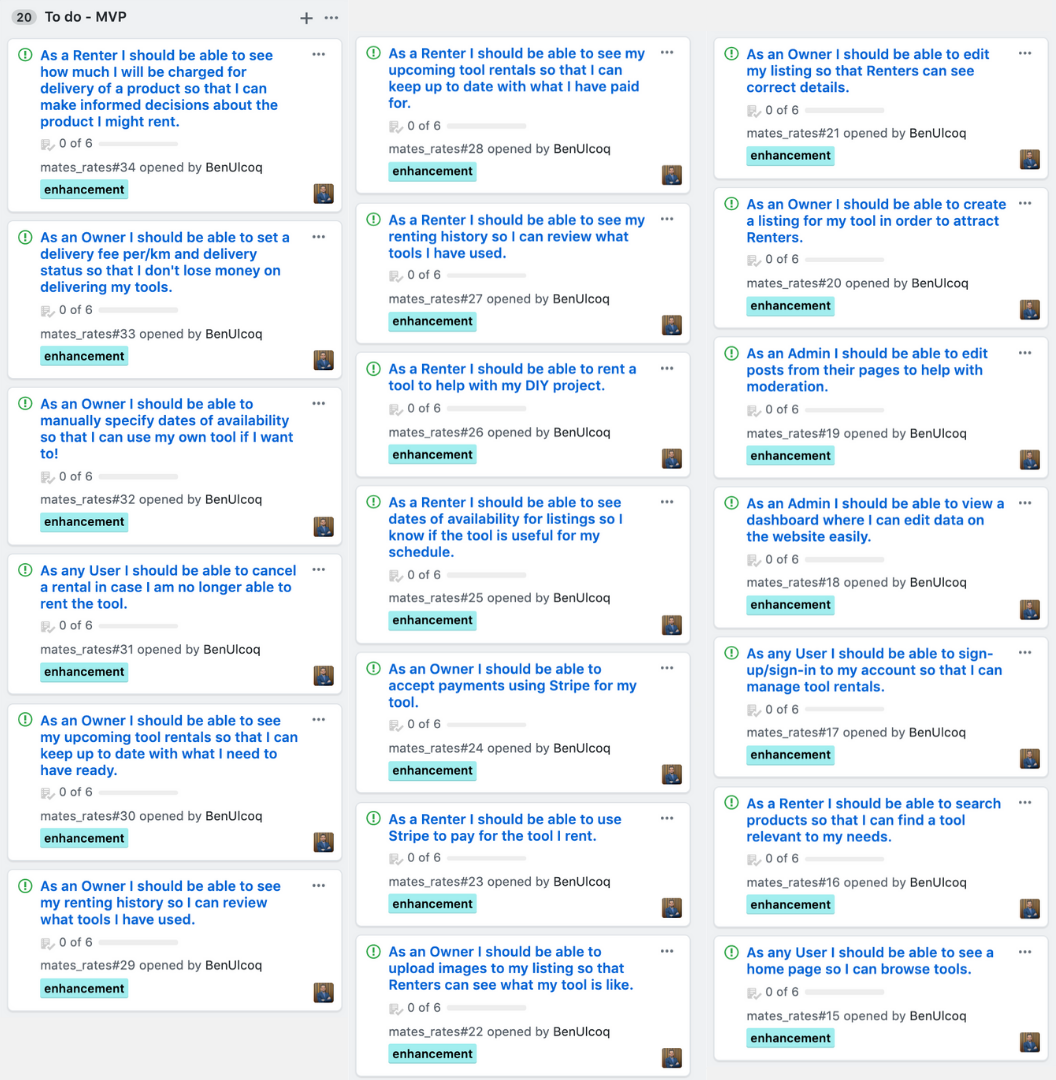 20 To do - MVP
As a Renter I should be able to see
how much I will be charged for
delivery of a product so that I can
make informed decisions about the
product I might rent.
0 of 6
mates_rates#34 opened by BenUlcoq
enhancement
As an Owner I should be able to set a
delivery fee per/km and delivery
status so that I don't lose money on
delivering my tools.
0 of 6
mates_rates#33 opened by BenUlcoq
enhancement
As an Owner I should be able to
manually specify dates of availability
so that I can use my own tool if I want
to!
0 of 6
mates_rates#32 opened by BenUlcoq
enhancement
As any User I should be able to cancel
a rental in case I am no longer able to
rent the tool.
0 of 6
mates_rates#31 opened by BenUlcoq
enhancement
As an Owner I should be able to see
my upcoming tool rentals so that I can
keep up to date with what I need to
have ready.
0 of 6
mates_rates#30 opened by BenUlcoq
enhancement
As an Owner I should be able to see
my renting history so I can review
what tools I have used.
0 of 6
mates_rates#29 opened by BenUlcoq
enhancement
As a Renter I should be able to see my
upcoming tool rentals so that I can
keep up to date with what I have paid
for.
0 of 6
mates_rates#28 opened by BenUlcoq
enhancement
As a Renter I should be able to see my
renting history so I can review what
tools I have used.
0 of 6
mates_rates#27 opened by BenUlcoq
enhancement
As a Renter I should be able to rent a
tool to help with my DIY project.
0 of 6
mates_rates#26 opened by BenUlcoq
enhancement
As a Renter I should be able to see
dates of availability for listings so I
know if the tool is useful for my
schedule.
0 of 6
mates_rates#25 opened by BenUlcoq
enhancement
As an Owner I should be able to
accept payments using Stripe for my
tool.
0 of 6
mates_rates#24 opened by BenUlcoq
enhancement
As a Renter I should be able to use
Stripe to pay for the tool I rent.
0 of 6
mates_rates#23 opened by BenUlcoq
enhancement
As an Owner I should be able to
upload images to my listing so that
Renters can see what my tool is like.
0 of 6
mates_rates#22 opened by BenUlcoq
enhancement
As an Owner I should be able to edit
my listing so that Renters can see
correct details.
0 of 6
mates_rates#21 opened by BenUlcoq
enhancement
As an Owner I should be able to create
a listing for my tool in order to attract
Renters.
0 of 6
mates_rates#20 opened by BenUlcoq
enhancement
As an Admin I should be able to edit
posts from their pages to help with
moderation.
0 of 6
mates_rates#19 opened by BenUlcoq
enhancement
As an Admin I should be able to view a
dashboard where I can edit data on
the website easily.
0 of 6
mates_rates#18 opened by BenUlcoq
enhancement
As any User I should be able to sign-
up/sign-in to my account so that I can
manage tool rentals.
0 of 6
mates_rates#17 opened by BenUlcoq
enhancement
As a Renter I should be able to search
products so that I can find a tool
relevant to my needs.
0 of 6
mates_rates#16 opened by BenUlcoq
enhancement
As any User I should be able to see a
home page so I can browse tools.
0 of 6
mates_rates#15 opened by BenUlcoq
enhancement